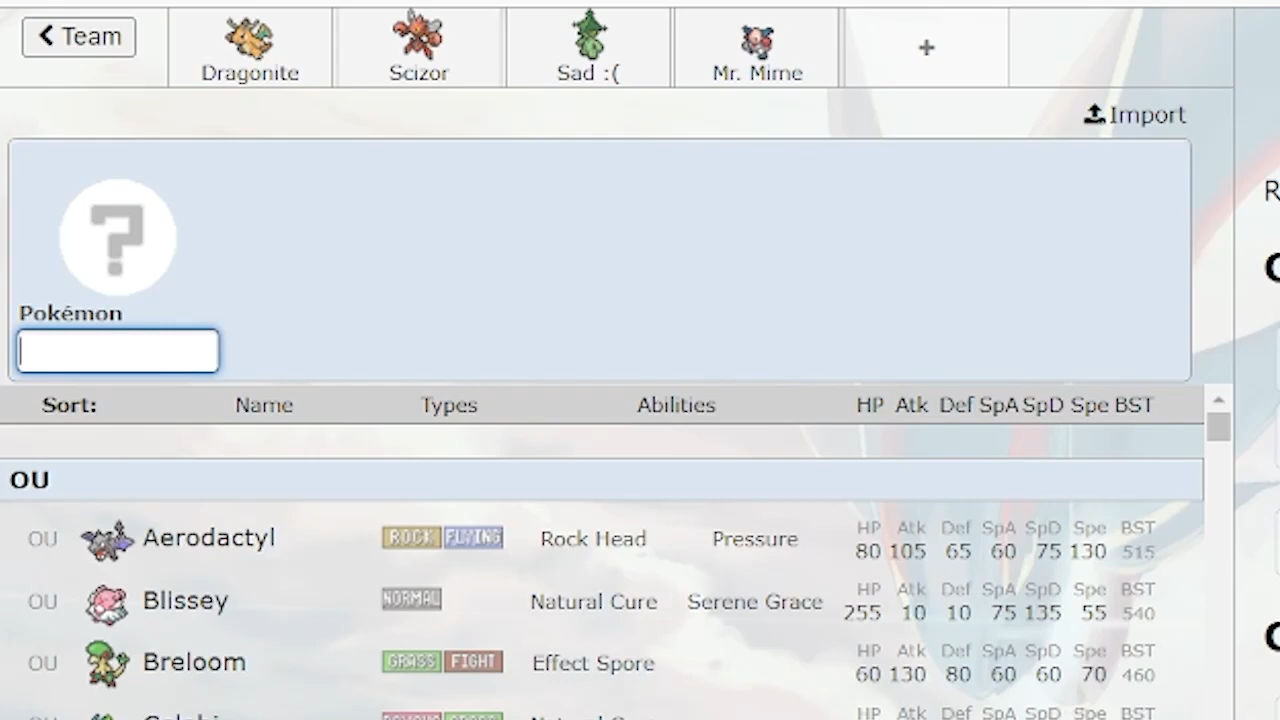 Team
Dragonite
Scizor
Sad :(
Mr. Mime
+
Import
R
?
Pokémon
Sort: Name Types Abilities HP Atk Def SpA SpD Spe BST
OU
OU Aerodactyl ROCK FLYING Rock Head Pressure HP 80 Atk 105 Def 65 SpA 60 SpD 75 Spe 130 BST 515
OU Blissey NORMAL Natural Cure Serene Grace HP 255 Atk 10 Def 10 SpA 75 SpD 135 Spe 55 BST 540
OU Breloom GRASS FIGHT Effect Spore HP 60 Atk 130 Def 80 SpA 60 SpD 60 Spe 70 BST 460
HP Atk Def SpA SpD Spe BST